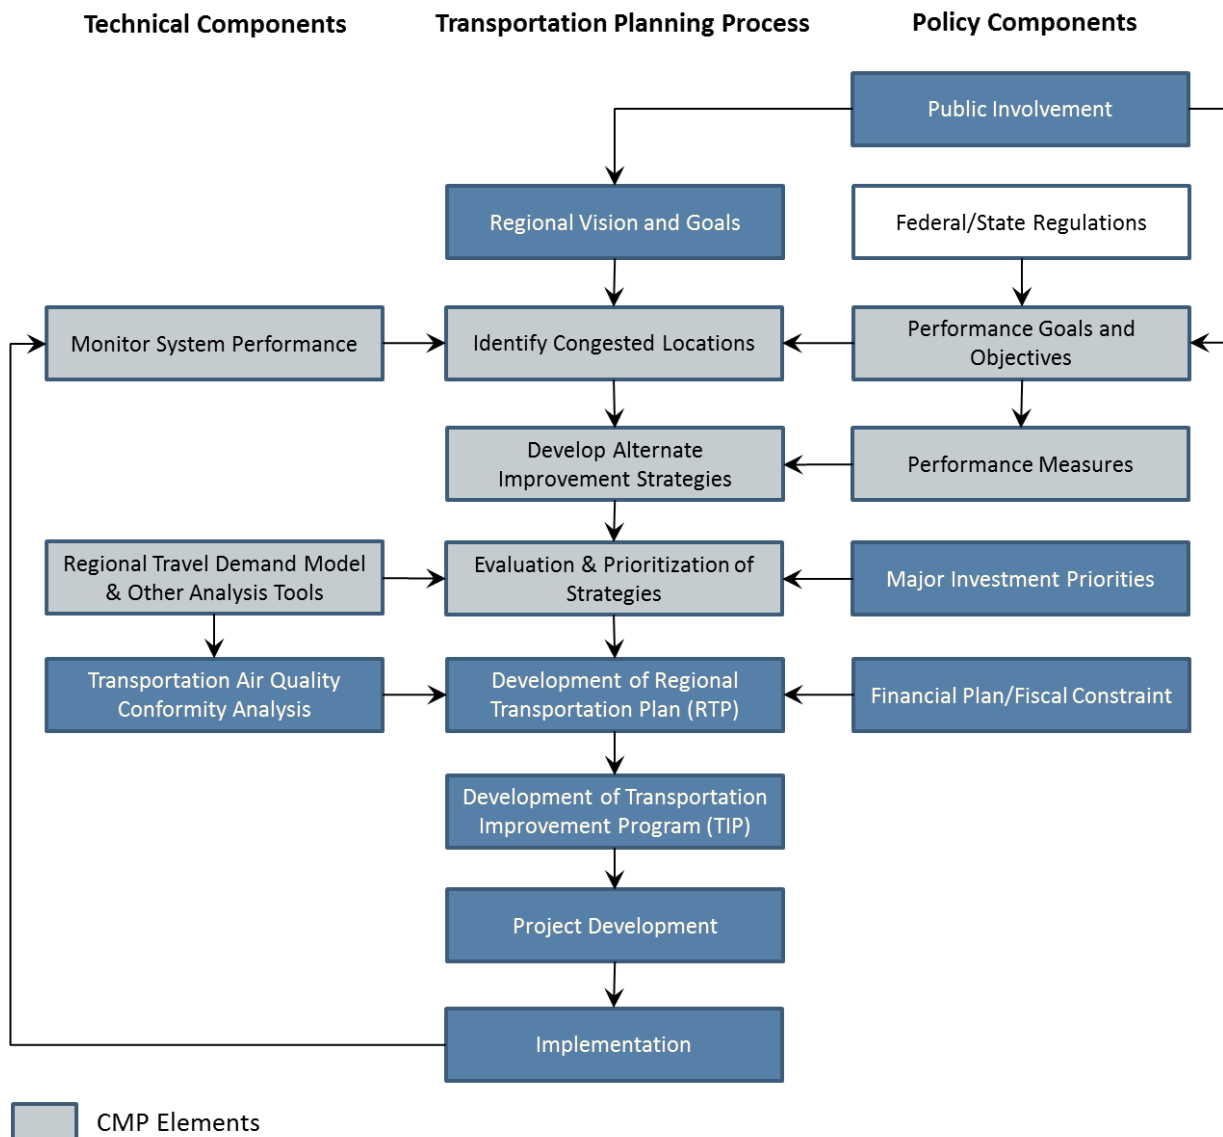 Technical Components
Transportation Planning Process
Policy Components
Public Involvement
Regional Vision and Goals
Federal/State Regulations
Monitor System Performance
Identify Congested Locations
Performance Goals and
Objectives
Develop Alternate
Improvement Strategies
Performance Measures
Regional Travel Demand Model
& Other Analysis Tools
Evaluation & Prioritization of
Strategies
Major Investment Priorities
Transportation Air Quality
Conformity Analysis
Development of Regional
Transportation Plan (RTP)
Financial Plan/Fiscal Constraint
Development of Transportation
Improvement Program (TIP)
Project Development
Implementation
CMP Elements